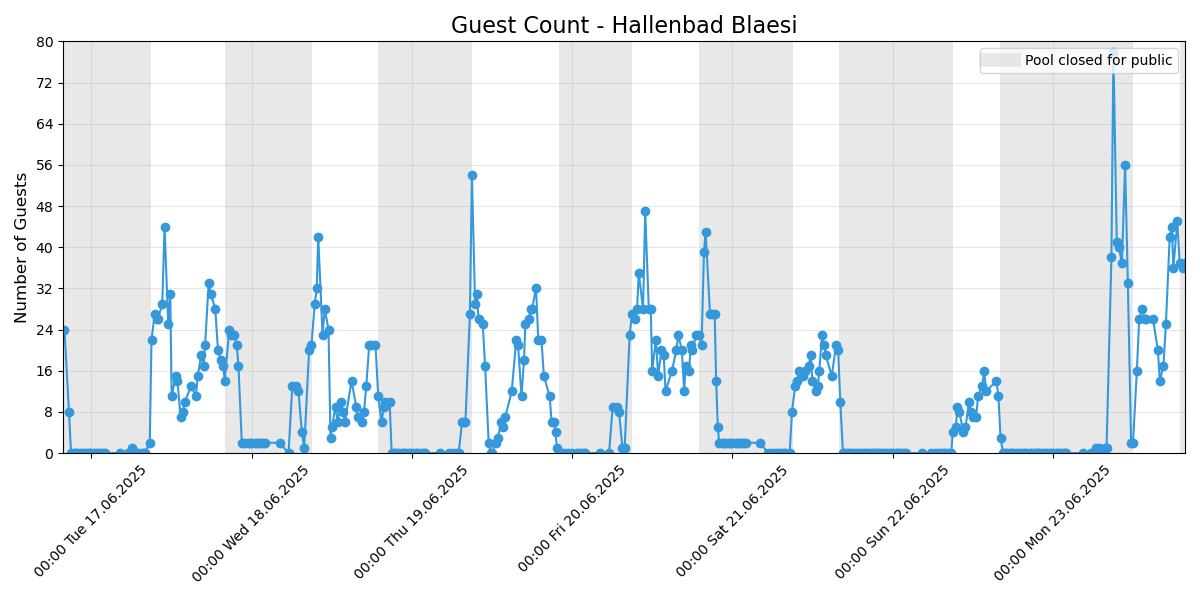 Guest Count - Hallenbad Blaesi
Pool closed for public
Number of Guests
80
72
64
56
48
40
32
24
16
8
0
00:00 Tue 17.06.2025
00:00 Wed 18.06.2025
00:00 Thu 19.06.2025
00:00 Fri 20.06.2025
00:00 Sat 21.06.2025
00:00 Sun 22.06.2025
00:00 Mon 23.06.2025